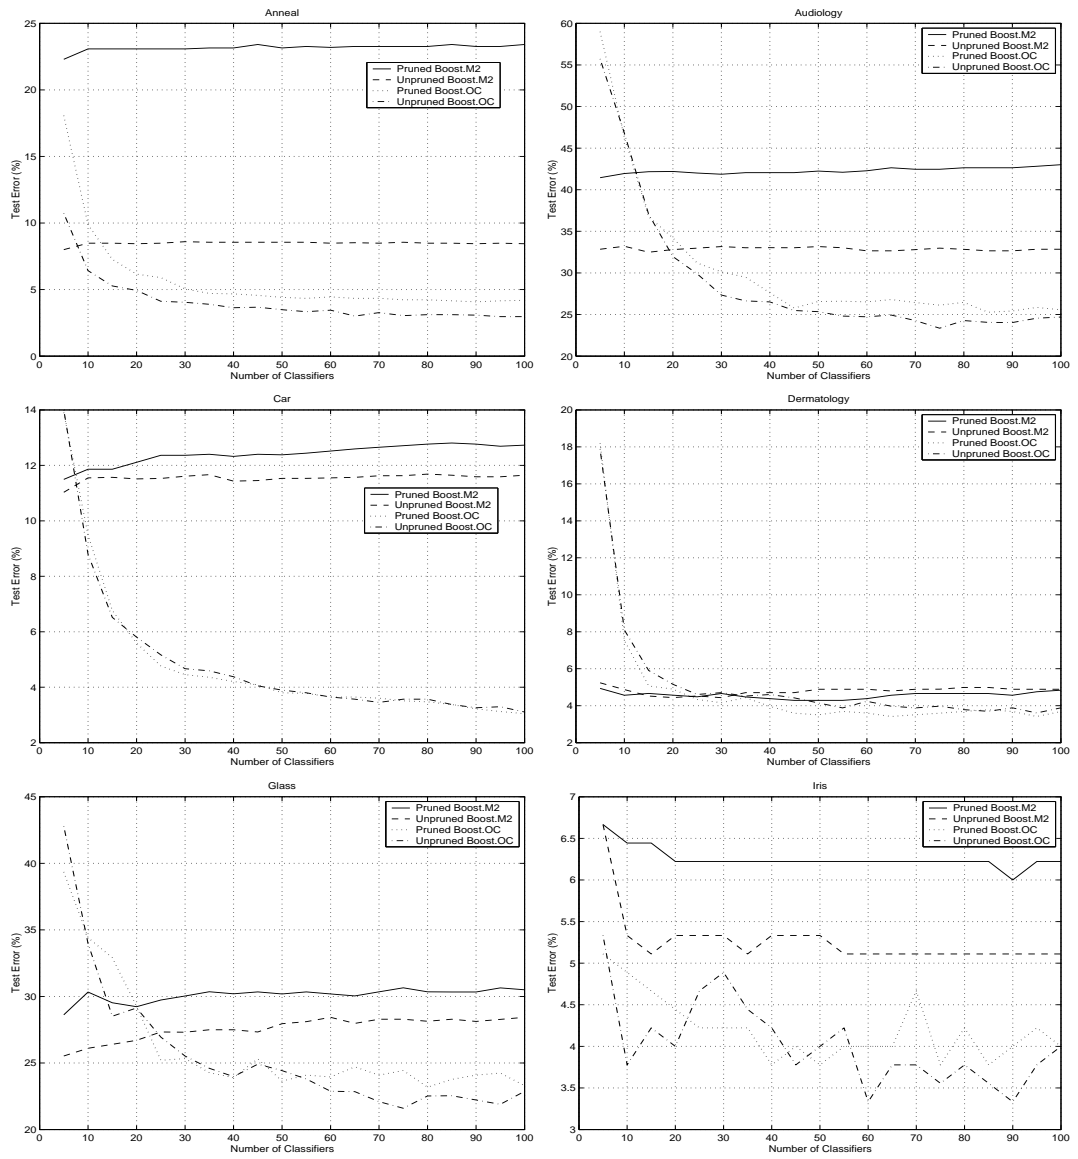 Anneal
25
20
15
10
5
0
Test Error (%)
Pruned Boost.M2
Unpruned Boost.M2
Pruned Boost.OC
Unpruned Boost.OC
0 10 20 30 40 50 60 70 80 90 100
Number of Classifiers
Audiology
60
55
50
45
40
35
30
25
20
Test Error (%)
Pruned Boost.M2
Unpruned Boost.M2
Pruned Boost.OC
Unpruned Boost.OC
0 10 20 30 40 50 60 70 80 90 100
Number of Classifiers
Car
14
12
10
8
6
4
2
Test Error (%)
Pruned Boost.M2
Unpruned Boost.M2
Pruned Boost.OC
Unpruned Boost.OC
0 10 20 30 40 50 60 70 80 90 100
Number of Classifiers
Dermatology
20
18
16
14
12
10
8
6
4
2
Test Error (%)
Pruned Boost.M2
Unpruned Boost.M2
Pruned Boost.OC
Unpruned Boost.OC
0 10 20 30 40 50 60 70 80 90 100
Number of Classifiers
Glass
45
40
35
30
25
20
Test Error (%)
Pruned Boost.M2
Unpruned Boost.M2
Pruned Boost.OC
Unpruned Boost.OC
0 10 20 30 40 50 60 70 80 90 100
Number of Classifiers
Iris
7
6.5
6
5.5
5
4.5
4
3.5
3
Test Error (%)
Pruned Boost.M2
Unpruned Boost.M2
Pruned Boost.OC
Unpruned Boost.OC
0 10 20 30 40 50 60 70 80 90 100
Number of Classifiers